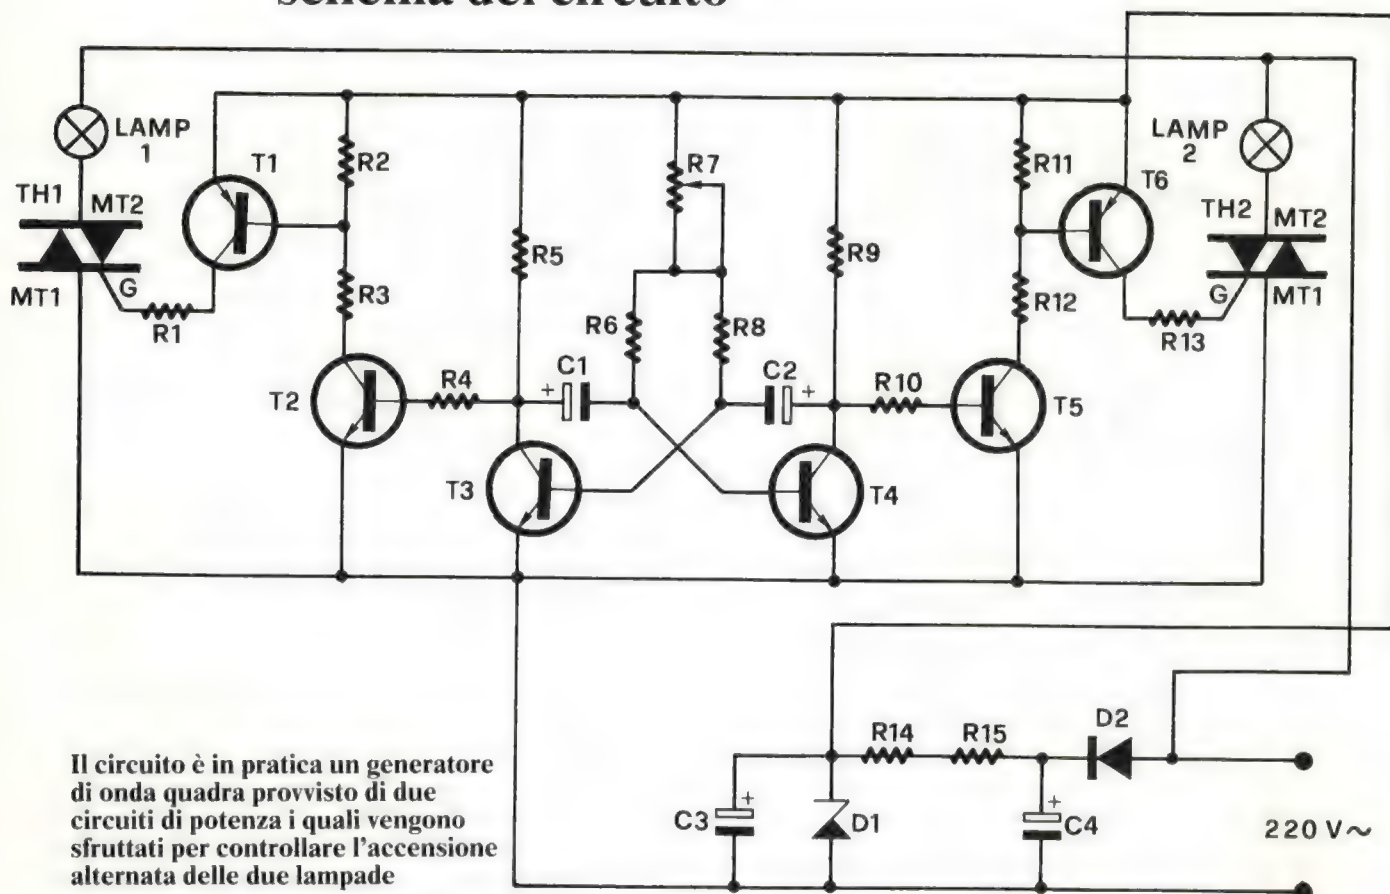 schema del circuito
LAMP
1
T1
R2
R7
R11
LAMP
2
T6
TH1
MT2
TH2
MT2
R5
R9
MT1
G
R1
R3
R12
G
MT1
R13
R6
R8
C1
+
C2
+
T2
R4
R10
T5
T3
T4
D2
R14
R15
Il circuito è in pratica un generatore
di onda quadra provvisto di due
circuiti di potenza i quali vengono
sfruttati per controllare l'accensione
alternata delle due lampade
C3
+
D1
+
C4
220 V~